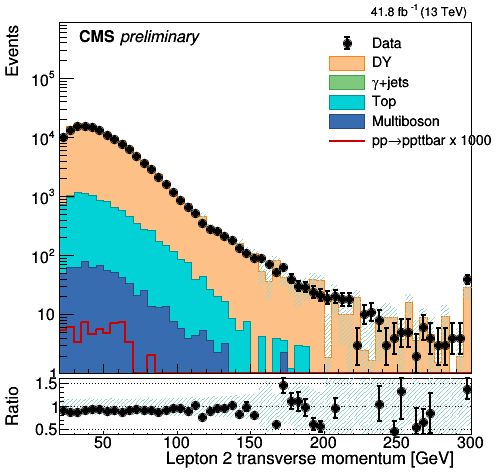 41.8 fb⁻¹ (13 TeV)
CMS preliminary
Events
Data
DY
γ+jets
Top
Multiboson
pp→ppttbar x 1000
10⁵
10⁴
10³
10²
10
1
Ratio
1.5
1
0.5
50 100 150 200 250 300
Lepton 2 transverse momentum [GeV]